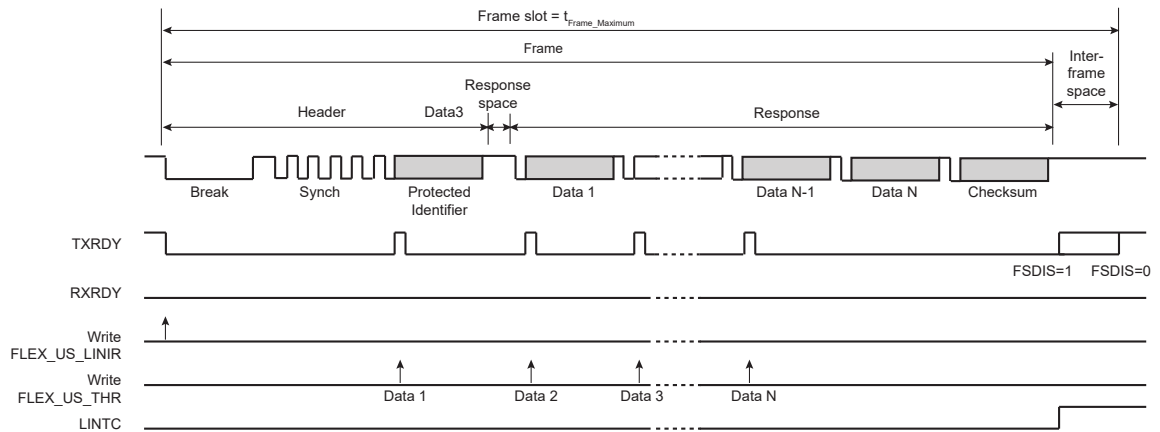 Frame slot = tFrame_Maximum
Frame
Inter-
frame
space
Response
space
Header
Data3
Response
Break
Synch
Protected
Identifier
Data 1
Data N-1
Data N
Checksum
TXRDY
FSDIS=1
FSDIS=0
RXRDY
Write
FLEX_US_LINIR
Write
FLEX_US_THR
Data 1
Data 2
Data 3
Data N
LINTC